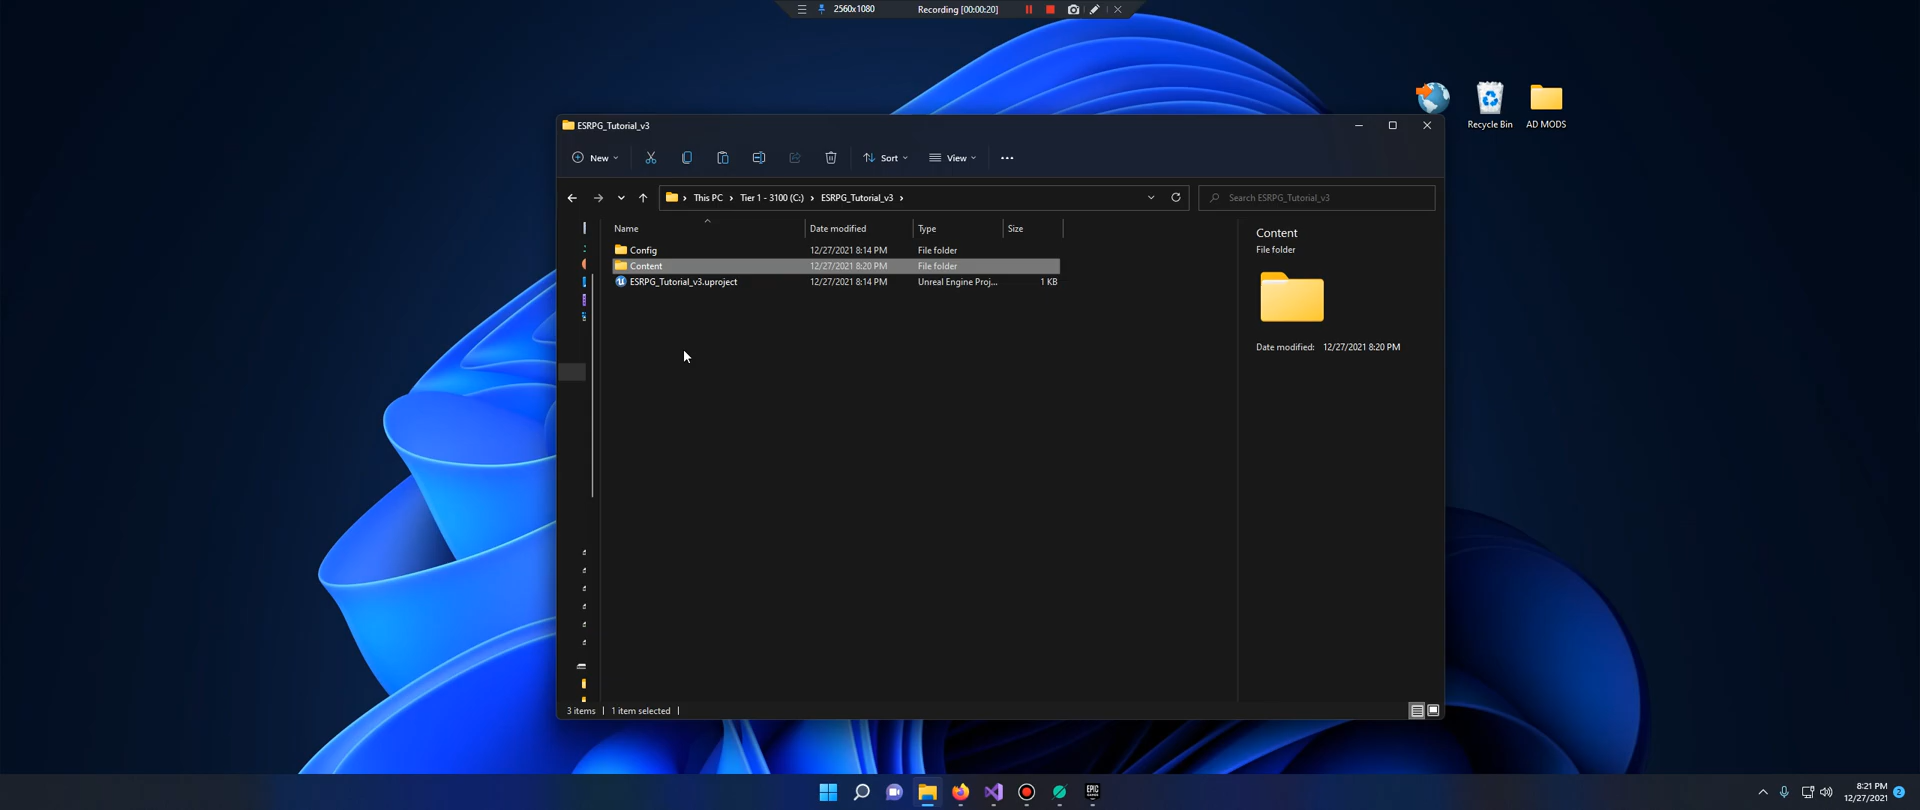 2560x1080 Recording [00:00:20]
Recycle Bin AD MODS
ESRPG_Tutorial_v3
New Sort View
This PC Tier 1 - 3100 (C:) ESRPG_Tutorial_v3 Search ESRPG_Tutorial_v3
Name Date modified Type Size
Config 12/27/2021 8:14 PM File folder
Content 12/27/2021 8:20 PM File folder
ESRPG_Tutorial_v3.uproject 12/27/2021 8:14 PM Unreal Engine Proj... 1 KB
Content
File folder
Date modified: 12/27/2021 8:20 PM
3 items 1 item selected
EPIC GAMES
8:21 PM
12/27/2021 2